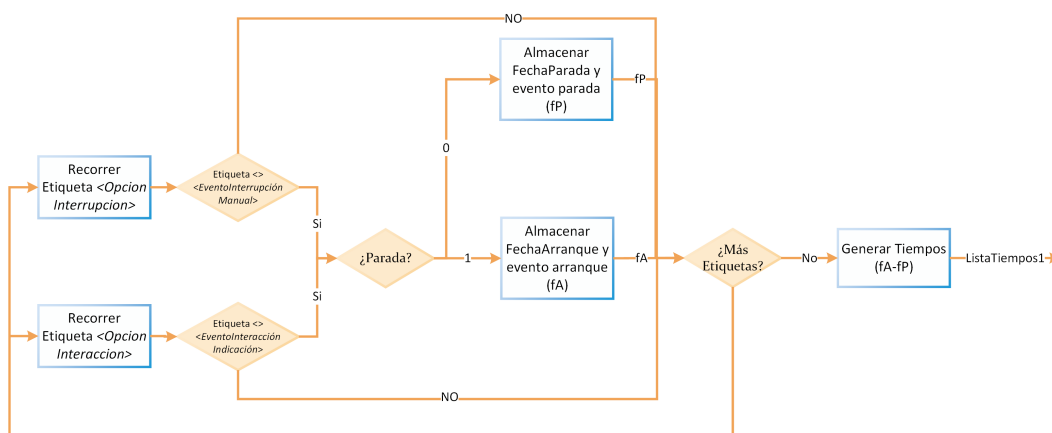 NO
Almacenar
FechaParada y
evento parada
(fP)
fP
0
Recorrer
Etiqueta <Opcion
Interrupcion>
Etiqueta <>
<EventoInterrupción
Manual>
Si
¿Parada?
1
Almacenar
FechaArranque y
evento arranque
(fA)
fA
¿Más
Etiquetas?
No
Generar Tiempos
(fA-fP)
ListaTiempos1
Si
Recorrer
Etiqueta <Opcion
Interaccion>
Etiqueta <>
<EventoInteracción
Indicación>
NO